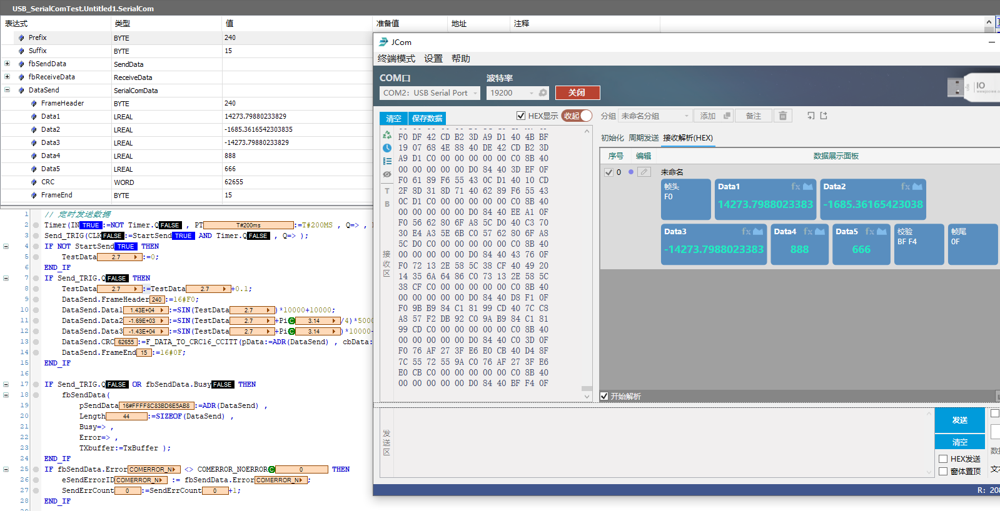 USB_SerialComTest.Untitled1.SerialCom
表达式 类型 值 准备值 地址 注释
Prefix BYTE 240
Suffix BYTE 15
fbSendData SendData
fbReceiveData ReceiveData
DataSend SerialComData
FrameHeader BYTE 240
Data1 LREAL 14273.79880233829
Data2 LREAL -1685.3616542303835
Data3 LREAL -14273.79880233829
Data4 LREAL 888
Data5 LREAL 666
CRC WORD 62655
FrameEnd BYTE 15
1 // 定时发送数据
2 Timer(IN TRUE :=NOT Timer.Q FALSE , PT T#200ms :=T#200MS , Q=> ,
3 Send_TRIG(CLK FALSE :=StartSend TRUE AND Timer.Q FALSE , Q=> );
4 IF NOT StartSend TRUE THEN
5 TestData 2.7 :=0;
6 END_IF
7 IF Send_TRIG.Q FALSE THEN
8 TestData 2.7 :=TestData 2.7 +0.1;
9 DataSend.FrameHeader 240 :=16#F0;
10 DataSend.Data1 1.43E+04 :=SIN(TestData 2.7 )*10000+10000;
11 DataSend.Data2 -1.69E+03 :=SIN(TestData 2.7 +Pi C 3.14 /4)*5000
12 DataSend.Data3 -1.43E+04 :=SIN(TestData 2.7 +Pi C 3.14 )*10000-
13 DataSend.CRC 62655 :=F_DATA_TO_CRC16_CCITT(pData:=ADR(DataSend) , cbData:
14 DataSend.FrameEnd 15 :=16#0F;
15 END_IF
16
17 IF Send_TRIG.Q FALSE OR fbSendData.Busy FALSE THEN
18 fbSendData(
19 pSendData 16#FFFF8C83BD6E5AB8 :=ADR(DataSend) ,
20 Length 44 :=SIZEOF(DataSend) ,
21 Busy=> ,
22 Error=> ,
23 TXbuffer:=TxBuffer );
24 END_IF
25 IF fbSendData.Error COMERROR_N <> COMERROR_NOERROR C 0 THEN
26 eSendErrorID COMERROR_N := fbSendData.Error COMERROR_N ;
27 SendErrCount 0 :=SendErrCount 0 +1;
28 END_IF
JCom
终端模式 设置 帮助
COM口 波特率
COM2: USB Serial Port 19200 关闭
IO
清空 保存数据 HEX显示 收起
F0 DF 42 CD B2 3D A9 D1 40 4B BF
19 07 68 4E 88 40 DE 42 CD B2 3D
A9 D1 C0 00 00 00 00 00 C0 8B 40
00 00 00 00 00 D0 84 40 3D EF 0F
F0 61 89 F6 55 43 0C D1 40 10 CD
2F 8D 31 8D 71 40 62 89 F6 55 43
0C D1 C0 00 00 00 00 00 C0 8B 40
00 00 00 00 00 D0 84 40 EE A1 0F
F0 56 62 80 6F A8 5C D0 40 C3 70
30 E4 A3 5E 6B C0 57 62 80 6F A8
5C D0 C0 00 00 00 00 00 C0 8B 40
00 00 00 00 00 D0 84 40 43 76 0F
F0 72 13 2E 58 5C 38 CF 40 49 20
14 35 6A 64 86 C0 73 13 2E 58 5C
38 CF C0 00 00 00 00 00 C0 8B 40
00 00 00 00 00 D0 84 40 D8 F1 0F
F0 9B B9 84 C1 81 99 CD 40 7C C8
A8 57 F2 DB 92 C0 9A B9 84 C1 81
99 CD C0 00 00 00 00 00 C0 8B 40
00 00 00 00 00 D0 84 40 C0 3D 0F
F0 76 AF 27 3F E6 E0 CB 40 D4 8F
7C 55 72 55 9A C0 76 AF 27 3F E6
E0 CB C0 00 00 00 00 00 C0 8B 40
00 00 00 00 00 D0 84 40 BF F4 0F
T
B
接收区
分组 未命名分组 添加 备注
初始化 周期发送 接收解析(HEX)
序号 编辑 数据展示面板
0 未命名
帧头 Data1 fx Data2 fx
F0
14273.7988023383 -1685.36165423038
Data3 fx Data4 fx Data5 fx 校验 帧尾
BF F4 0F
-14273.7988023383 888 666
开始解析
发送区
发送
清空
HEX发送
窗体置顶
R: 208